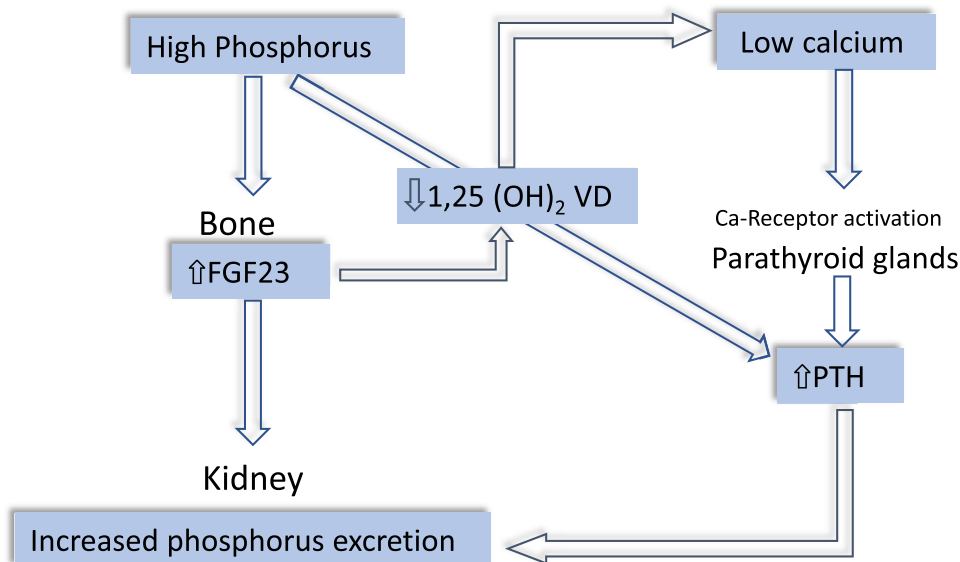 High Phosphorus
Low calcium
⇩1,25 (OH)₂ VD
Bone
Ca-Receptor activation
⇧FGF23
Parathyroid glands
⇧PTH
Kidney
Increased phosphorus excretion